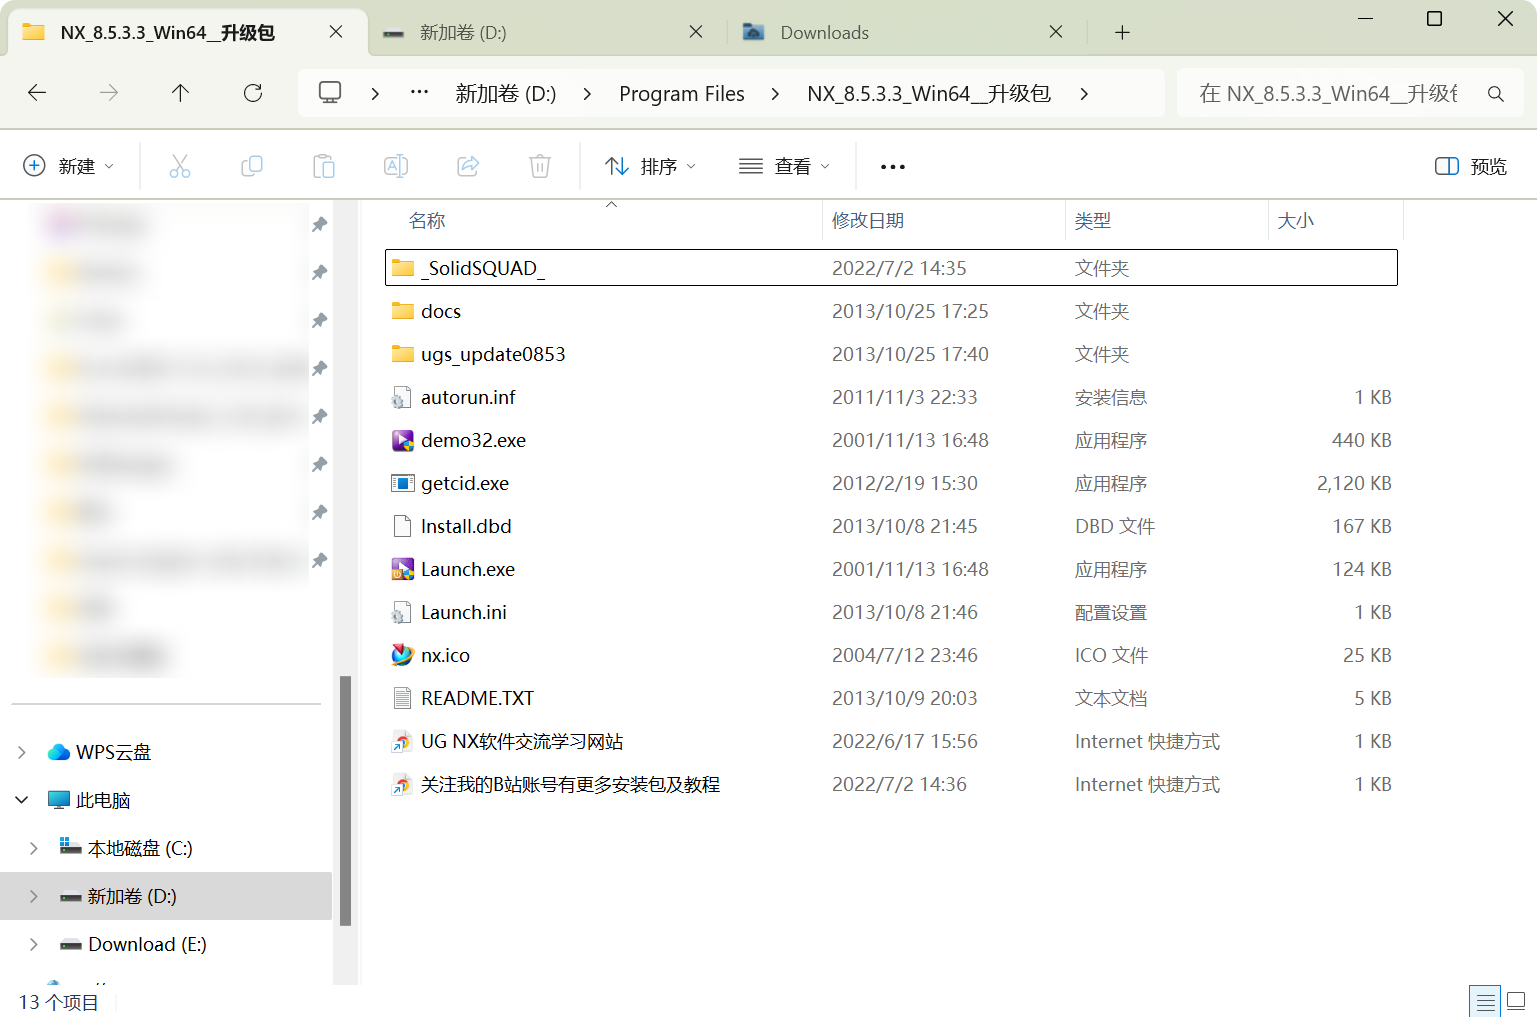 NX_8.5.3.3_Win64__升级包
新加卷 (D:)
Downloads
新加卷 (D:)
Program Files
NX_8.5.3.3_Win64__升级包
在 NX_8.5.3.3_Win64__升级
新建
排序
查看
预览
名称 修改日期 类型 大小
_SolidSQUAD_ 2022/7/2 14:35 文件夹
docs 2013/10/25 17:25 文件夹
ugs_update0853 2013/10/25 17:40 文件夹
autorun.inf 2011/11/3 22:33 安装信息 1 KB
demo32.exe 2001/11/13 16:48 应用程序 440 KB
getcid.exe 2012/2/19 15:30 应用程序 2,120 KB
Install.dbd 2013/10/8 21:45 DBD 文件 167 KB
Launch.exe 2001/11/13 16:48 应用程序 124 KB
Launch.ini 2013/10/8 21:46 配置设置 1 KB
nx.ico 2004/7/12 23:46 ICO 文件 25 KB
README.TXT 2013/10/9 20:03 文本文档 5 KB
UG NX软件交流学习网站 2022/6/17 15:56 Internet 快捷方式 1 KB
关注我的B站账号有更多安装包及教程 2022/7/2 14:36 Internet 快捷方式 1 KB
WPS云盘
此电脑
本地磁盘 (C:)
新加卷 (D:)
Download (E:)
13 个项目